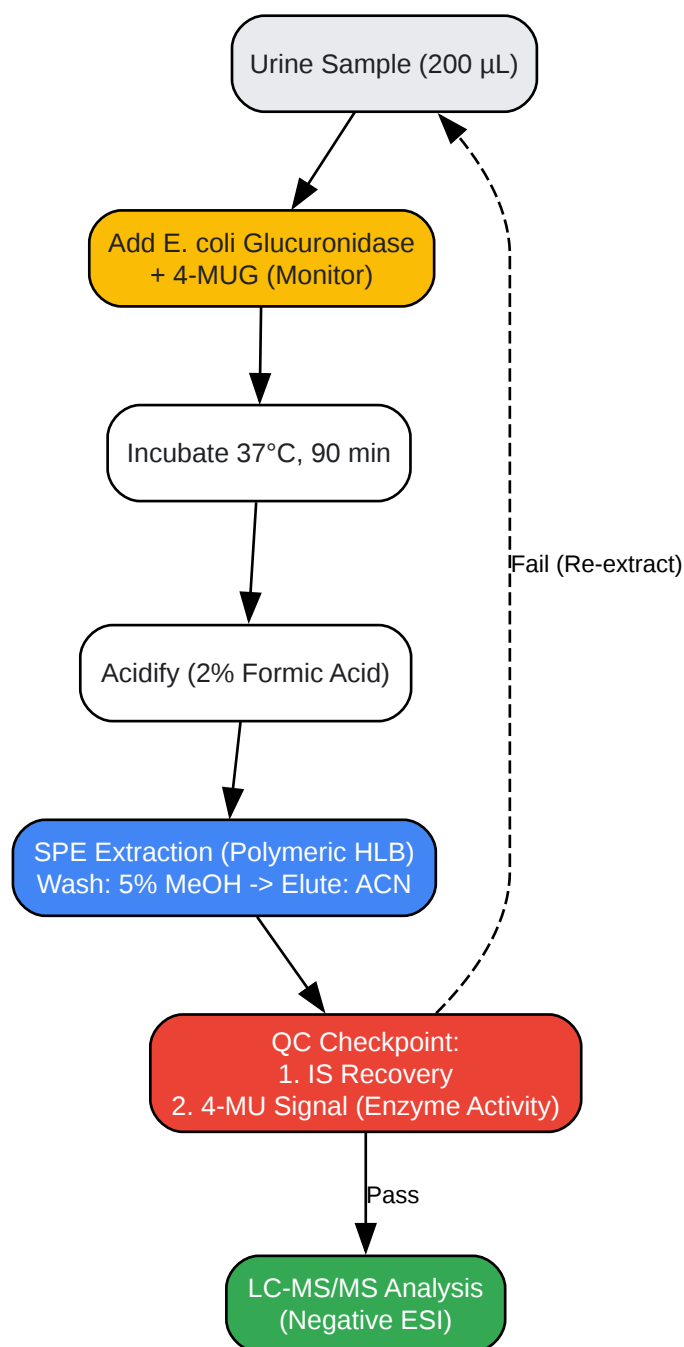 Urine Sample (200 µL)
Add E. coli Glucuronidase
+ 4-MUG (Monitor)
Incubate 37°C, 90 min
Fail (Re-extract)
Acidify (2% Formic Acid)
SPE Extraction (Polymeric HLB)
Wash: 5% MeOH -> Elute: ACN
QC Checkpoint:
1. IS Recovery
2. 4-MU Signal (Enzyme Activity)
Pass
LC-MS/MS Analysis
(Negative ESI)